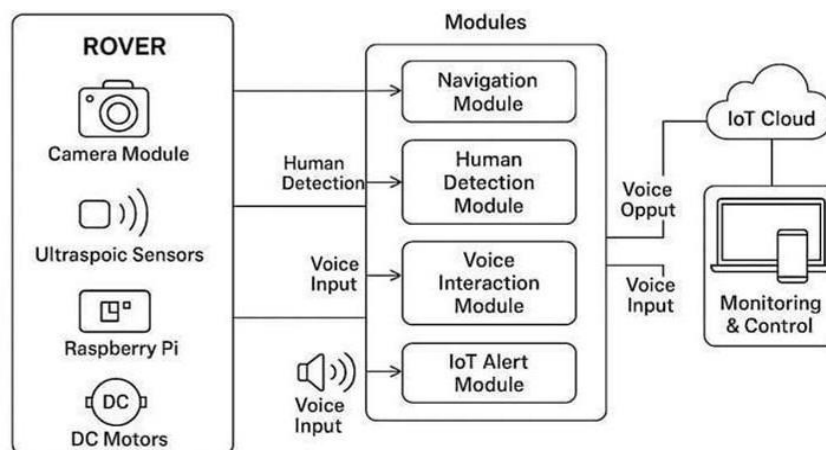 ROVER
Camera Module
Ultraspoic Sensors
Raspberry Pi
DC
DC Motors
Human
Detection
Voice
Input
Voice
Input
Modules
Navigation
Module
Human
Detection
Module
Voice
Interaction
Module
IoT Alert
Module
Voice
Opput
Voice
Input
IoT Cloud
Monitoring
& Control